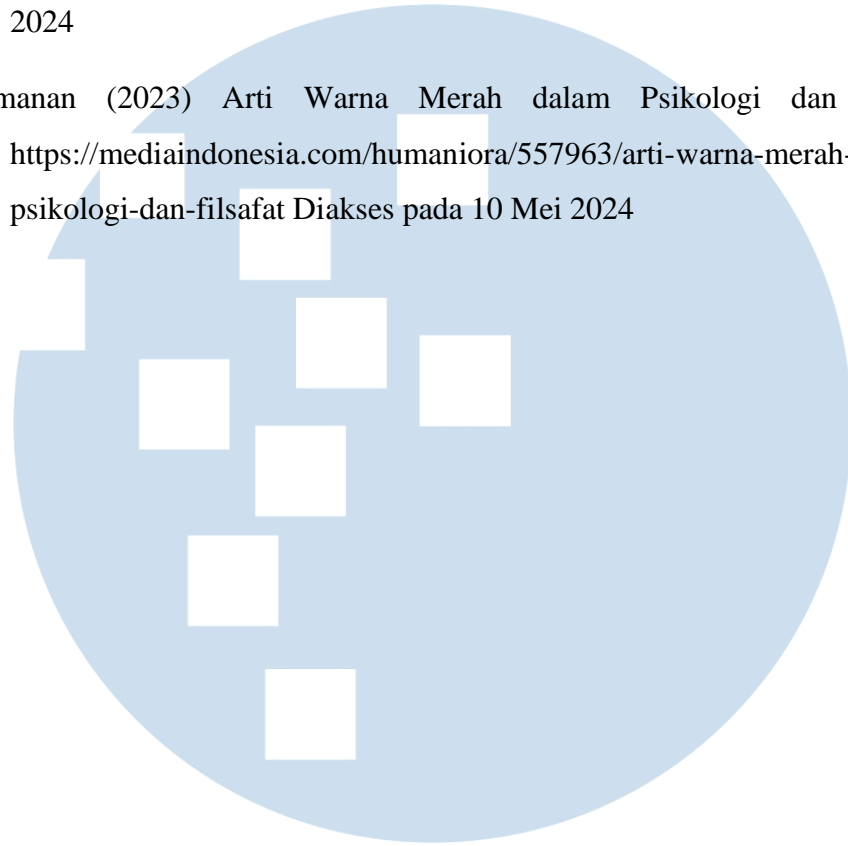 2024
manan (2023) Arti Warna Merah dalam Psikologi dan
https://mediaindonesia.com/humaniora/557963/arti-warna-merah-
psikologi-dan-filsafat Diakses pada 10 Mei 2024